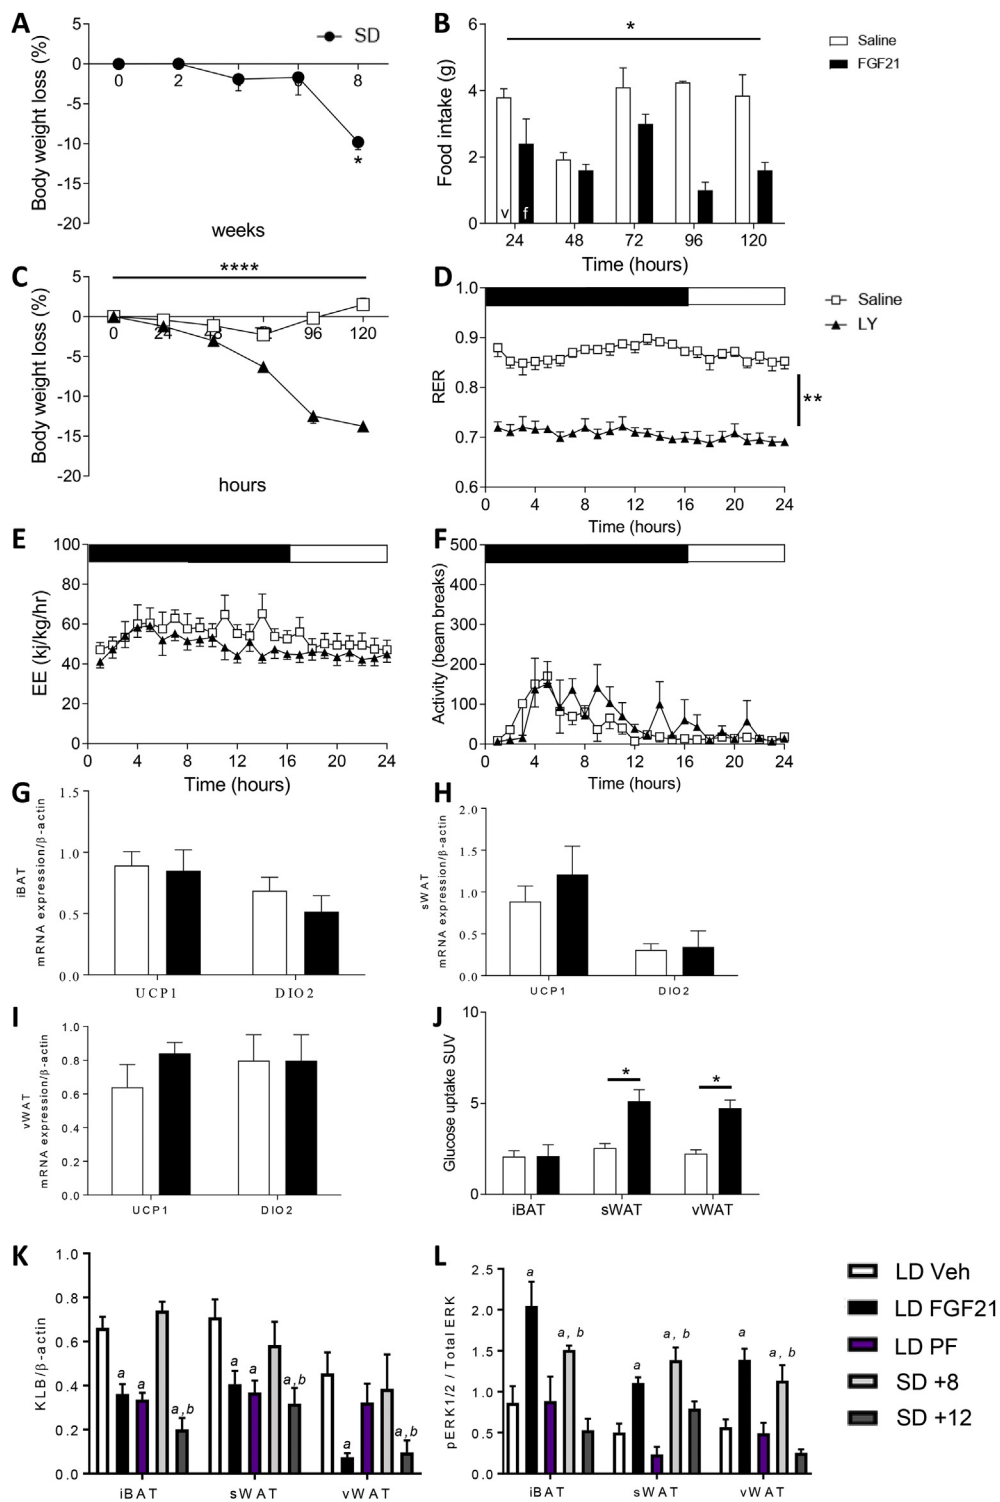 A
Body weight loss (%)
5
0
-5
-10
-15
-20
SD
0
2
8
*
weeks
B
Food intake (g)
6
4
2
0
*
Saline
FGF21
v
f
24
48
72
96
120
Time (hours)
C
Body weight loss (%)
5
0
-5
-10
-15
-20
****
0
24
48
96
120
hours
D
RER
1.0
0.9
0.8
0.7
0.6
Saline
LY
**
0
4
8
12
16
20
24
Time (hours)
E
EE (kj/kg/hr)
100
80
60
40
20
0
0
4
8
12
16
20
24
Time (hours)
F
Activity (beam breaks)
500
400
300
200
100
0
0
4
8
12
16
20
24
Time (hours)
G
iBAT
mRNA expression/β-actin
1.5
1.0
0.5
0.0
UCP1
DIO2
H
sWAT
mRNA expression/β-actin
2.0
1.5
1.0
0.5
0.0
UCP1
DIO2
I
vWAT
mRNA expression/β-actin
1.0
0.8
0.6
0.4
0.2
0.0
UCP1
DIO2
J
Glucose uptake SUV
10
5
0
*
*
iBAT
sWAT
vWAT
K
KLB/β-actin
1.0
0.8
0.6
0.4
0.2
0.0
a
a
a,b
a
a
a,b
a
a,b
iBAT
sWAT
vWAT
L
pERK1/2 / Total ERK
2.5
2.0
1.5
1.0
0.5
0.0
a
a, b
a
a, b
a
a, b
iBAT
sWAT
vWAT
LD Veh
LD FGF21
LD PF
SD +8
SD +12